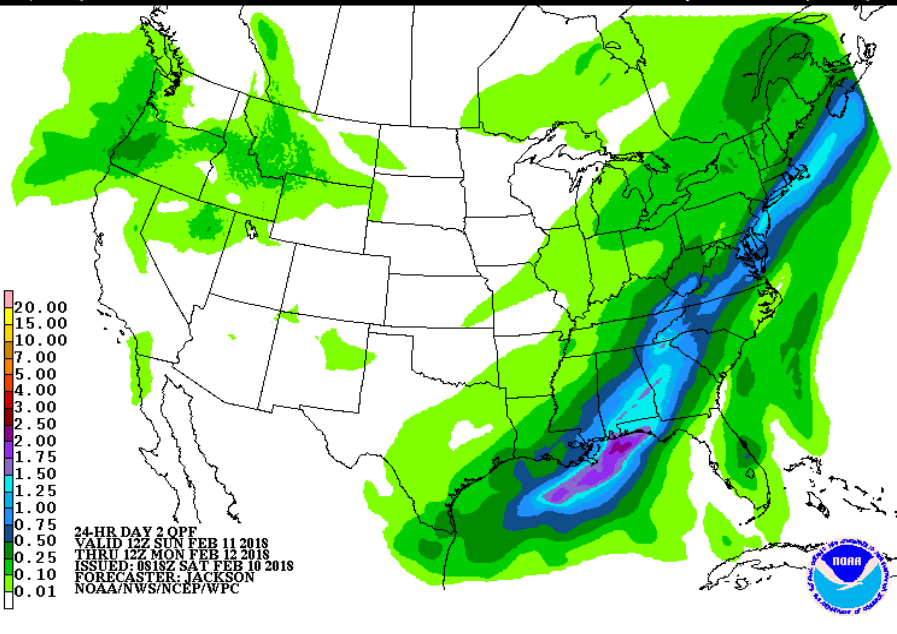 20.00
15.00
10.00
7.00
5.00
4.00
3.00
2.50
2.00
1.75
1.50
1.25
1.00
0.75
0.50
0.25
0.10
0.01
24-HR DAY 2 QPF
VALID 12Z SUN FEB 11 2018
THRU 12Z MON FEB 12 2018
ISSUED: 0818Z SAT FEB 10 2018
FORECASTER: JACKSON
NOAA/NWS/NCEP/WPC
NOAA